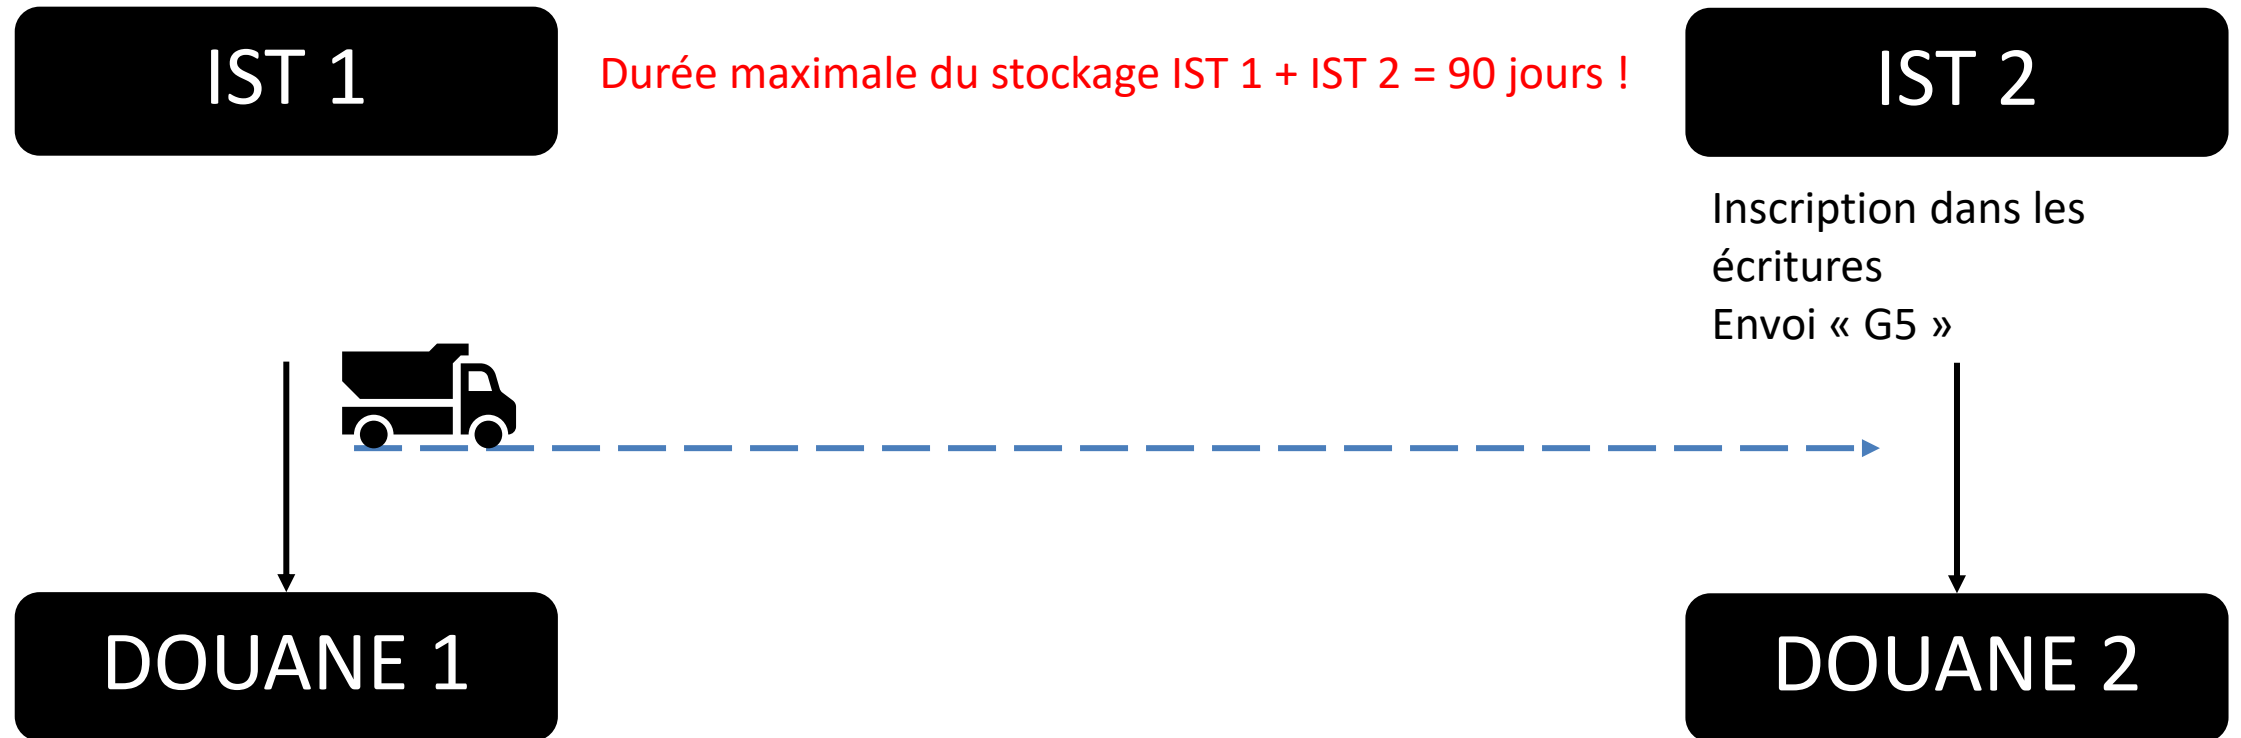 IST 1
Durée maximale du stockage IST 1 + IST 2 = 90 jours !
IST 2
Inscription dans les
écritures
Envoi « G5 »
DOUANE 1
DOUANE 2